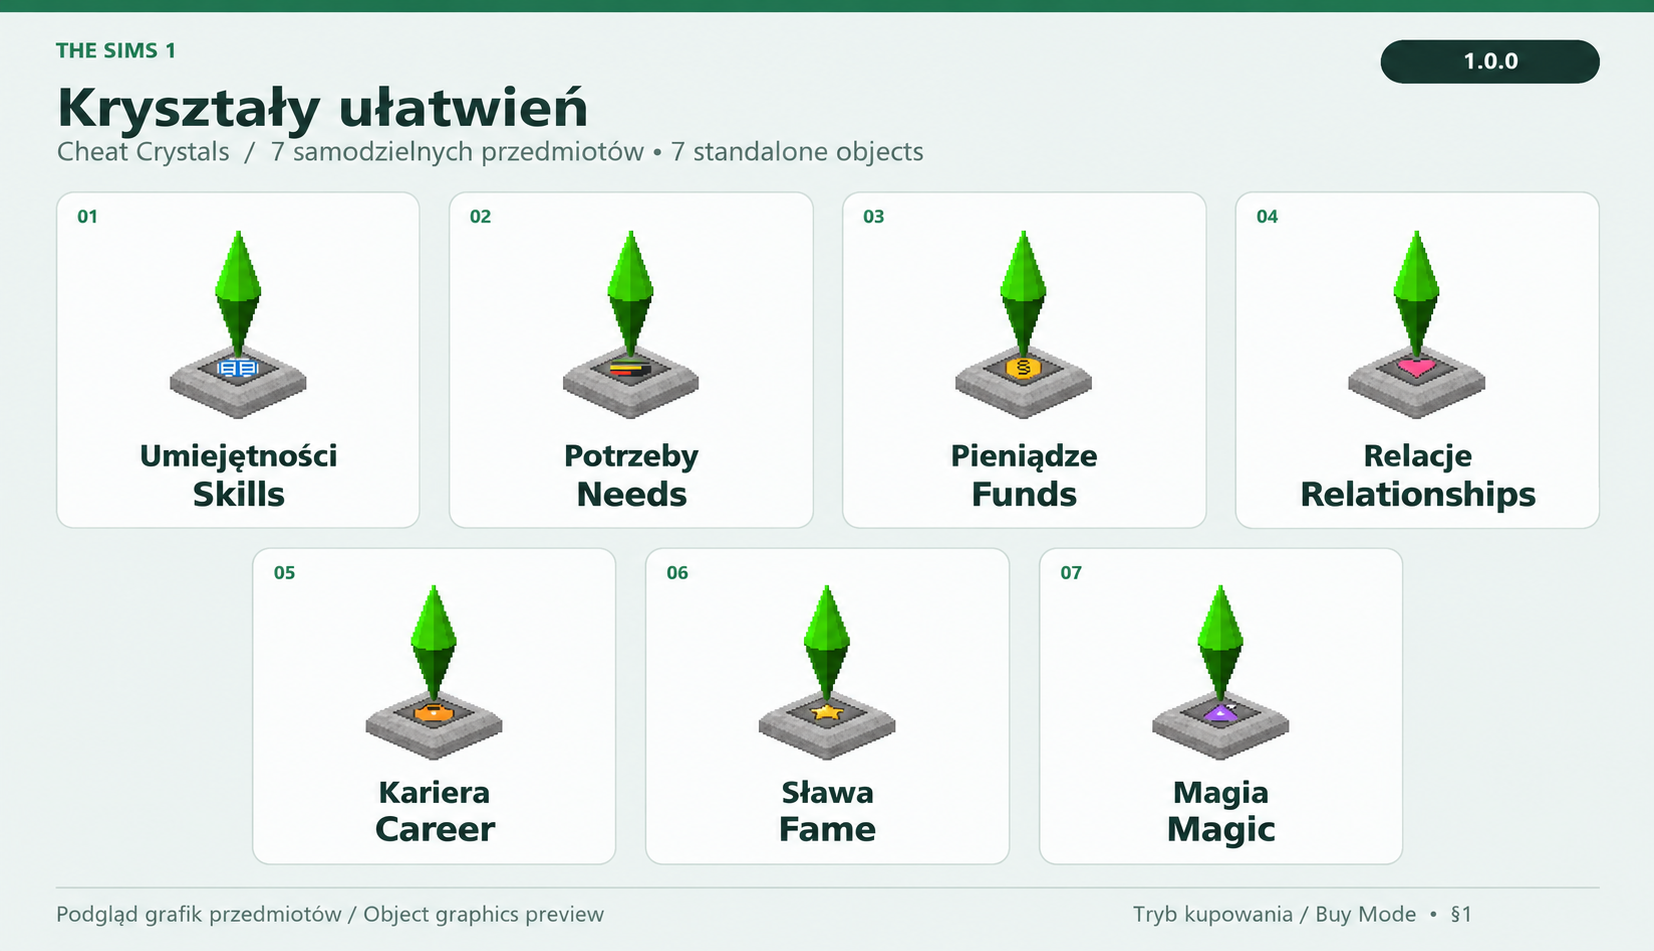 THE SIMS 1
1.0.0
Kryształy ułatwień
Cheat Crystals / 7 samodzielnych przedmiotów • 7 standalone objects
01
02
03
04
§
Umiejętności
Skills
Potrzeby
Needs
Pieniądze
Funds
Relacje
Relationships
05
06
07
Kariera
Career
Sława
Fame
Magia
Magic
Podgląd grafik przedmiotów / Object graphics preview
Tryb kupowania / Buy Mode • §1